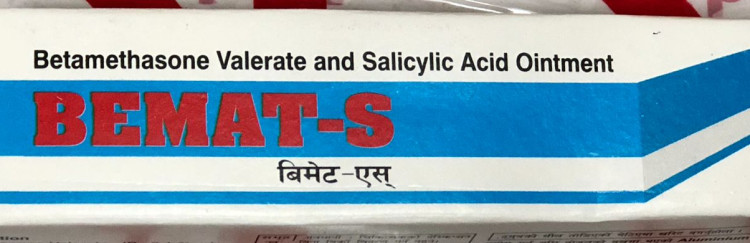 Betamethasone Valerate and Salicylic Acid Ointment
BEMAT-S
बिमेट-एस्